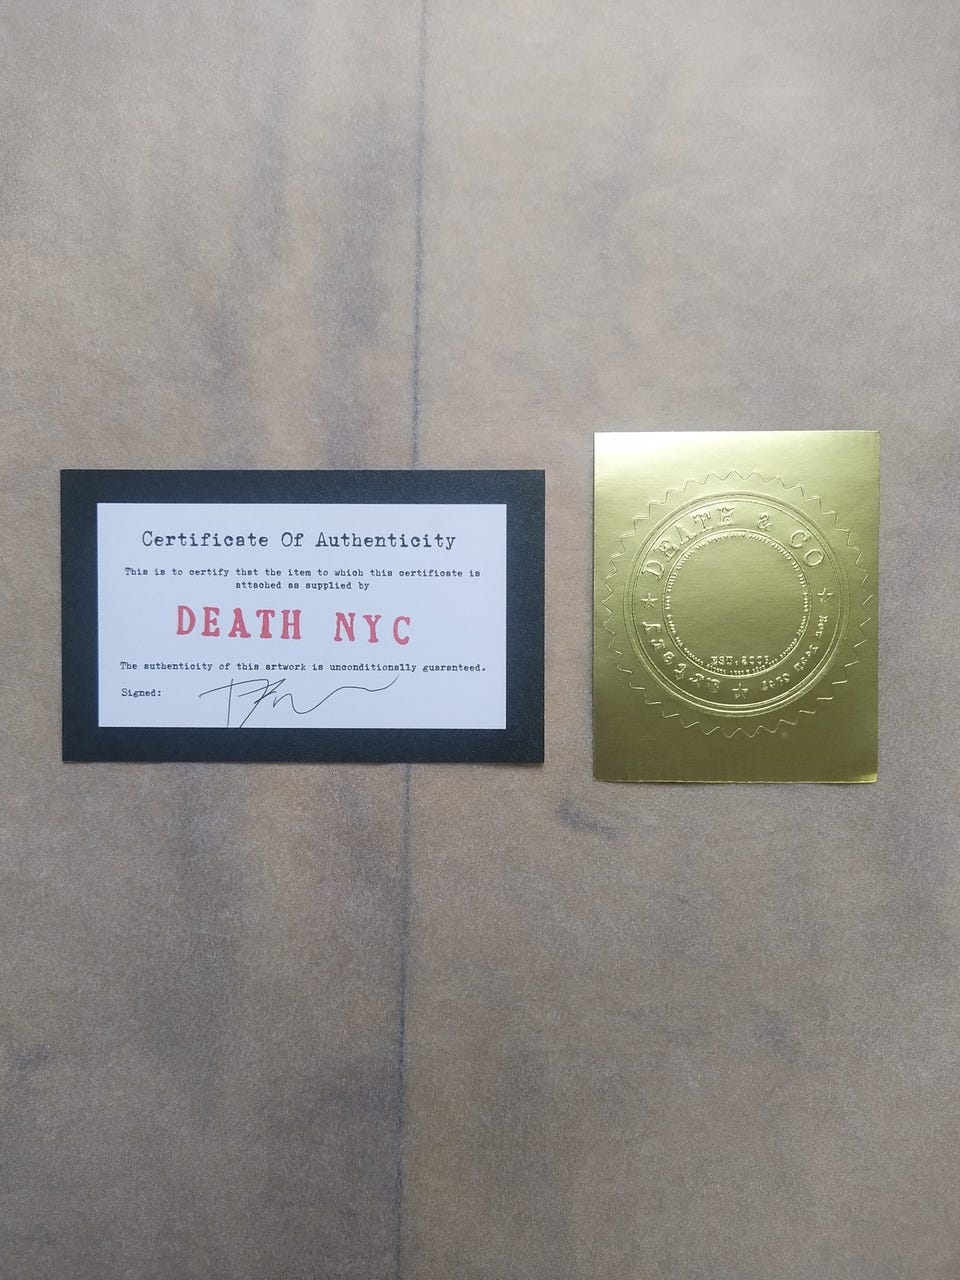 Certificate Of Authenticity
This is to certify that the item to which this certificate is
attached as supplied by
DEATH NYC
The authenticity of this artwork is unconditionally guaranteed.
Signed:
DEATH & CO
EST. 2009